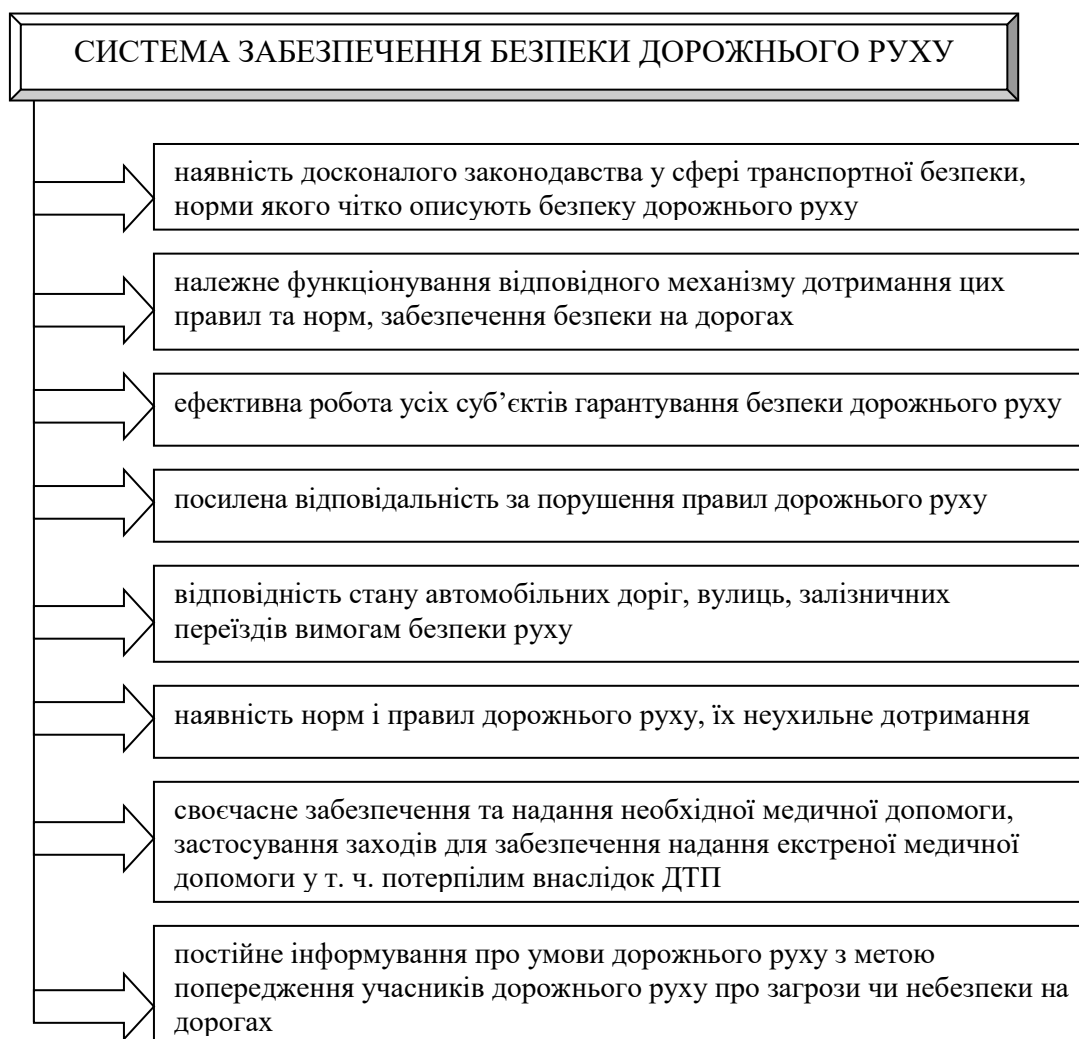 СИСТЕМА ЗАБЕЗПЕЧЕННЯ БЕЗПЕКИ ДОРОЖНЬОГО РУХУ
наявність досконалого законодавства у сфері транспортної безпеки,
норми якого чітко описують безпеку дорожнього руху
належне функціонування відповідного механізму дотримання цих
правил та норм, забезпечення безпеки на дорогах
ефективна робота усіх суб’єктів гарантування безпеки дорожнього руху
посилена відповідальність за порушення правил дорожнього руху
відповідність стану автомобільних доріг, вулиць, залізничних
переїздів вимогам безпеки руху
наявність норм і правил дорожнього руху, їх неухильне дотримання
своєчасне забезпечення та надання необхідної медичної допомоги,
застосування заходів для забезпечення надання екстреної медичної
допомоги у т. ч. потерпілим внаслідок ДТП
постійне інформування про умови дорожнього руху з метою
попередження учасників дорожнього руху про загрози чи небезпеки на
дорогах